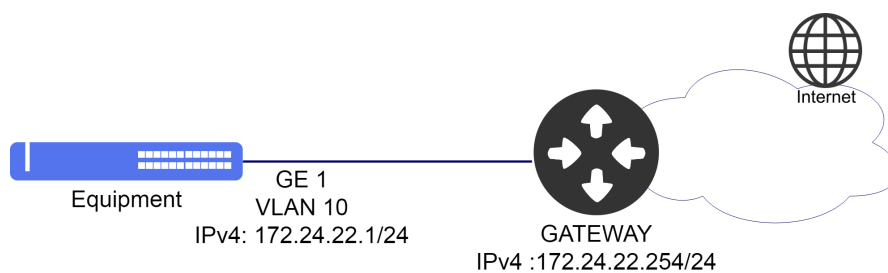 Internet
Equipment
GE 1
VLAN 10
IPv4: 172.24.22.1/24
GATEWAY
IPv4 :172.24.22.254/24